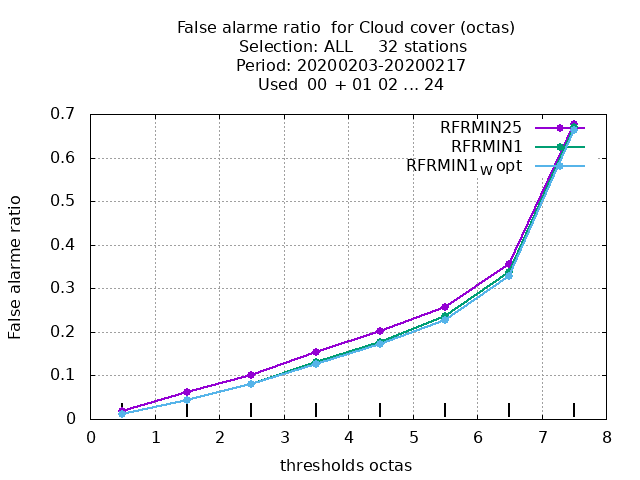 False alarme ratio  for Cloud cover (octas)
Selection: ALL     32 stations
Period: 20200203-20200217
Used  00  + 01 02 ... 24
RFRMIN25
RFRMIN1
RFRMIN1W opt
False alarme ratio
0.7
0.6
0.5
0.4
0.3
0.2
0.1
0
0 1 2 3 4 5 6 7 8
thresholds octas